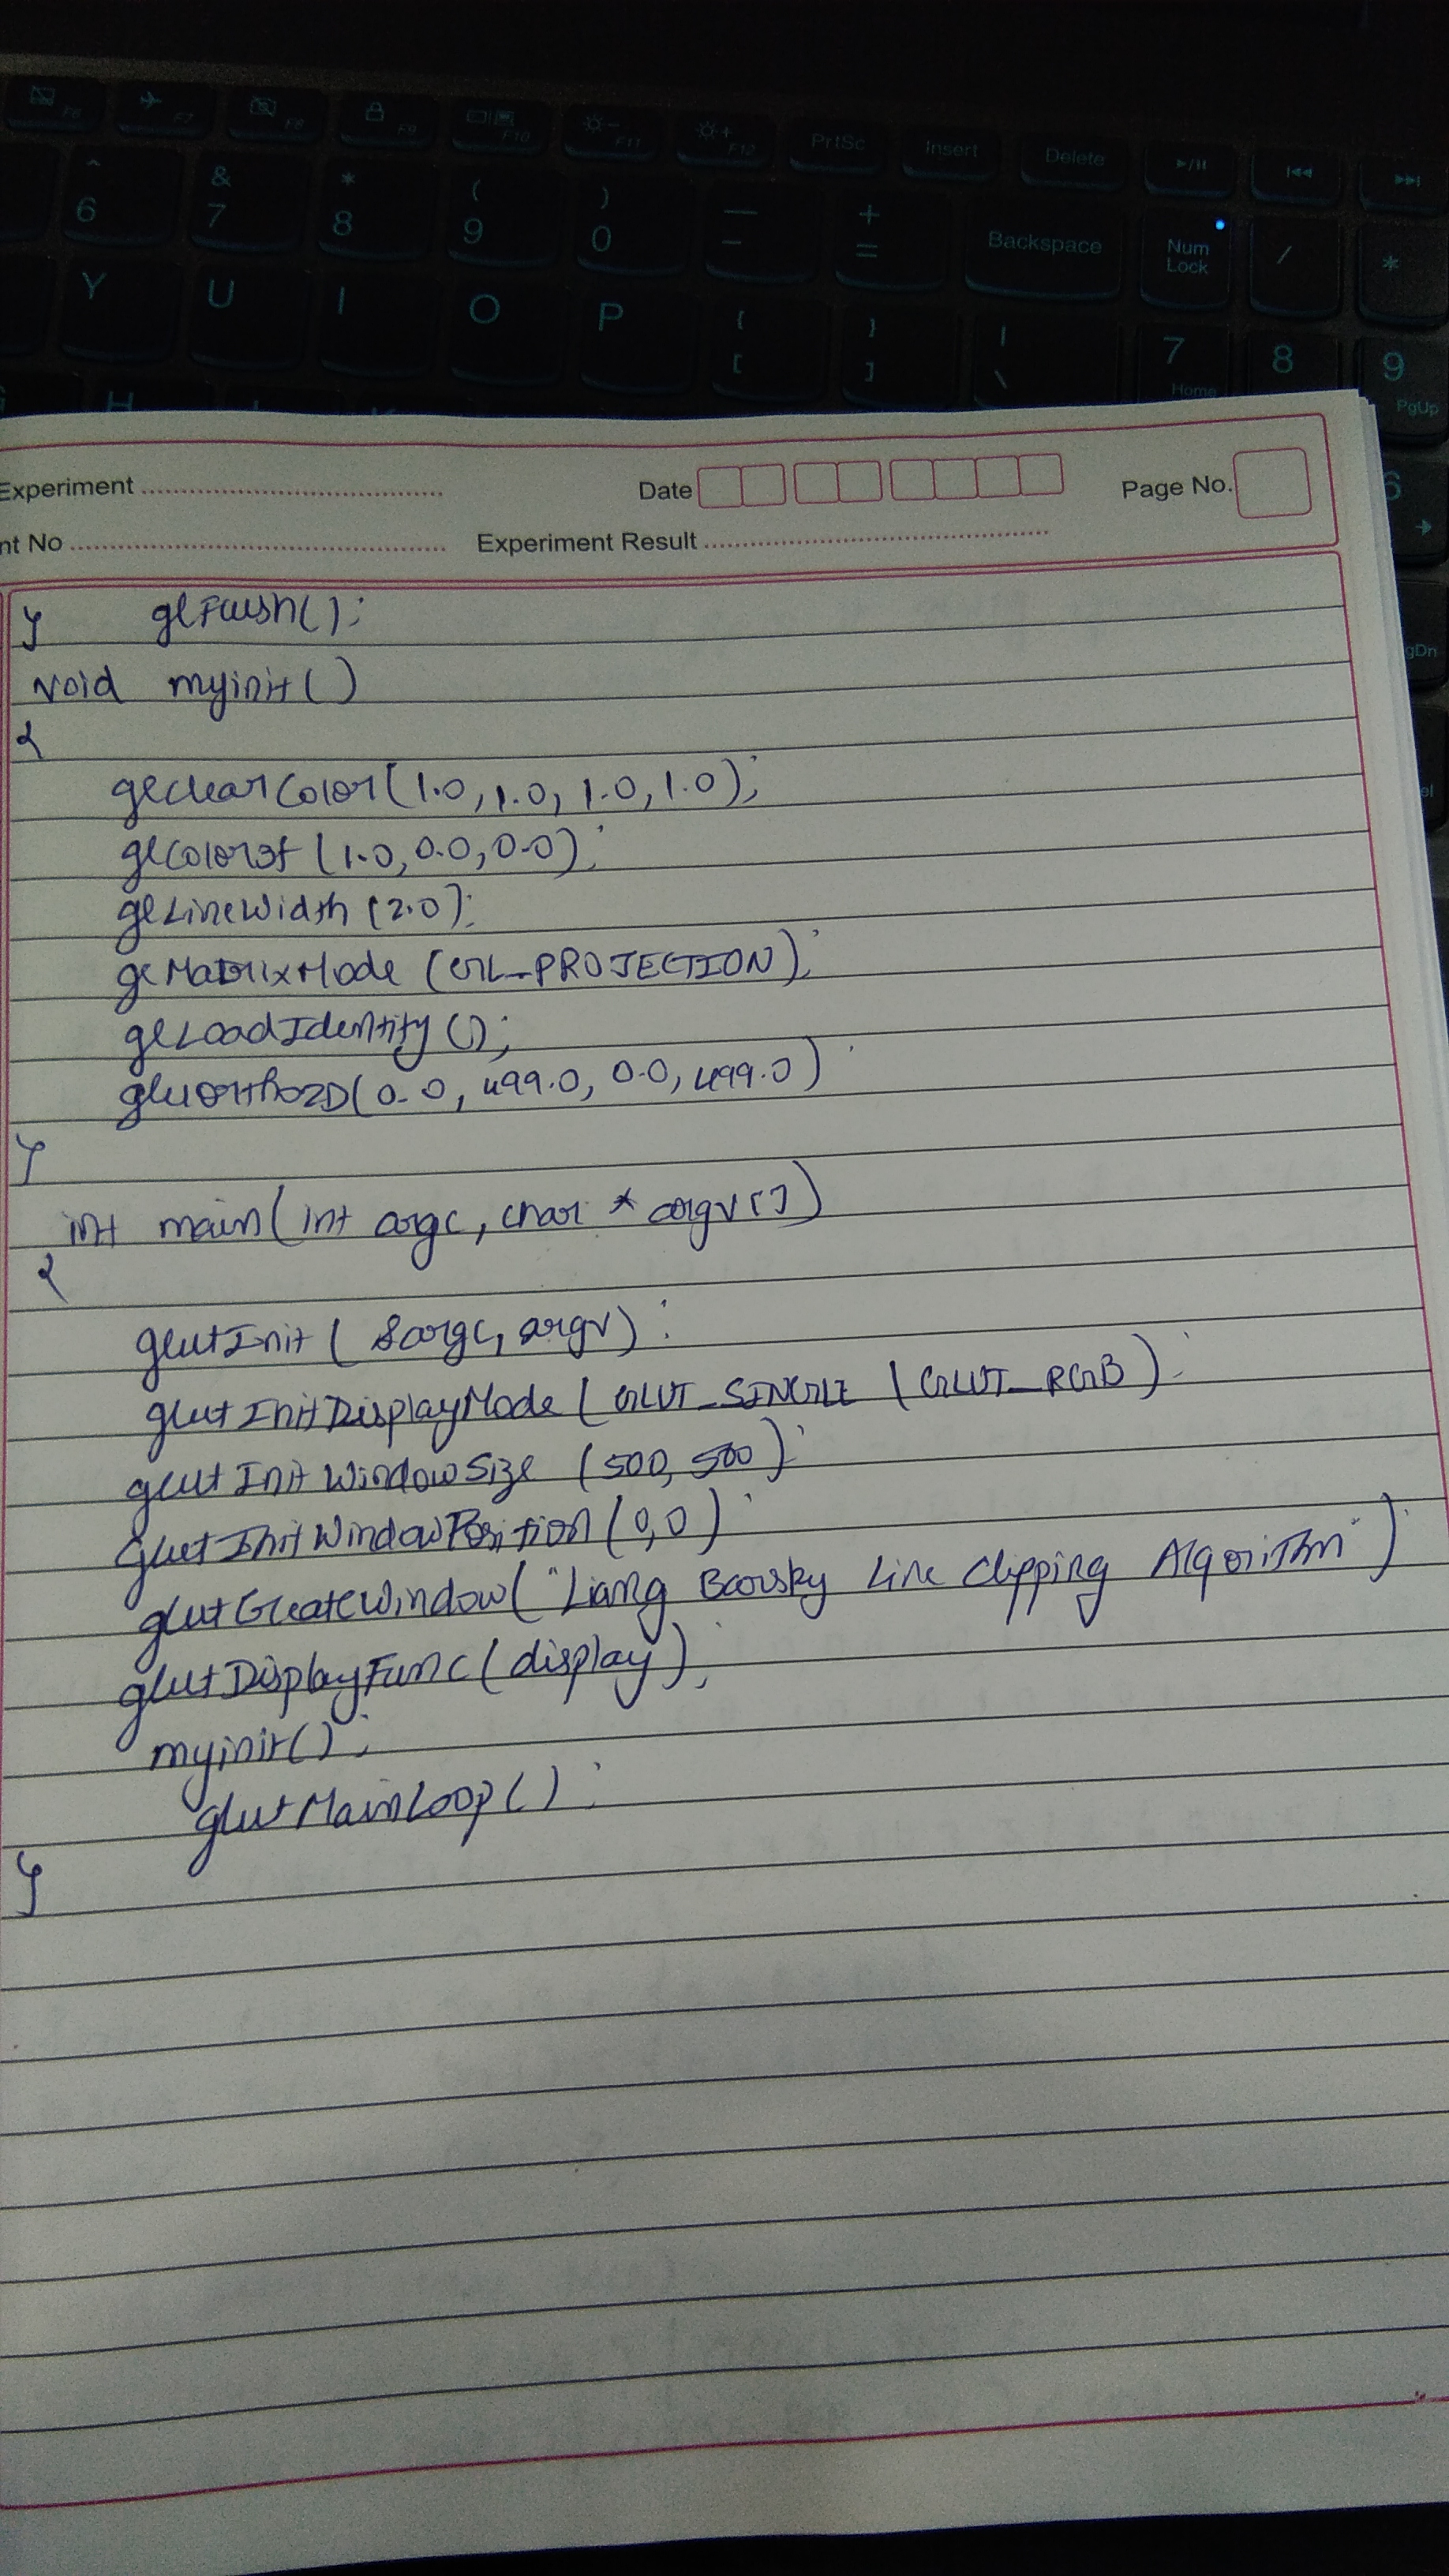 F6 F7 F8 F9 F10 F11 F12 PrtSc Insert Delete
^ & * ( ) — +
6 7 8 9 0 - = Backspace Num Lock / *
Y U I O P { [ } ] | \ 7 Home 8 9 PgUp
H
6
gDn
el
Experiment Date Page No.
nt No Experiment Result
} glFlush();
void myinit()
{
glClearColor(1.0,1.0,1.0,1.0);
glColor3f(1.0,0.0,0.0);
glLineWidth(2.0);
glMatrixMode(GL_PROJECTION);
glLoadIdentity();
gluOrtho2D(0.0,499.0,0.0,499.0);
}
int main(int argc, char * argv[])
{
glutInit(&argc, argv);
glutInitDisplayMode(GLUT_SINGLE | GLUT_RGB);
glutInitWindowSize (500,500);
glutInitWindowPosition(0,0);
glutCreateWindow("Liang Barsky Line Clipping Algorithm");
glutDisplayFunc(display);
myinit();
glutMainLoop();
}